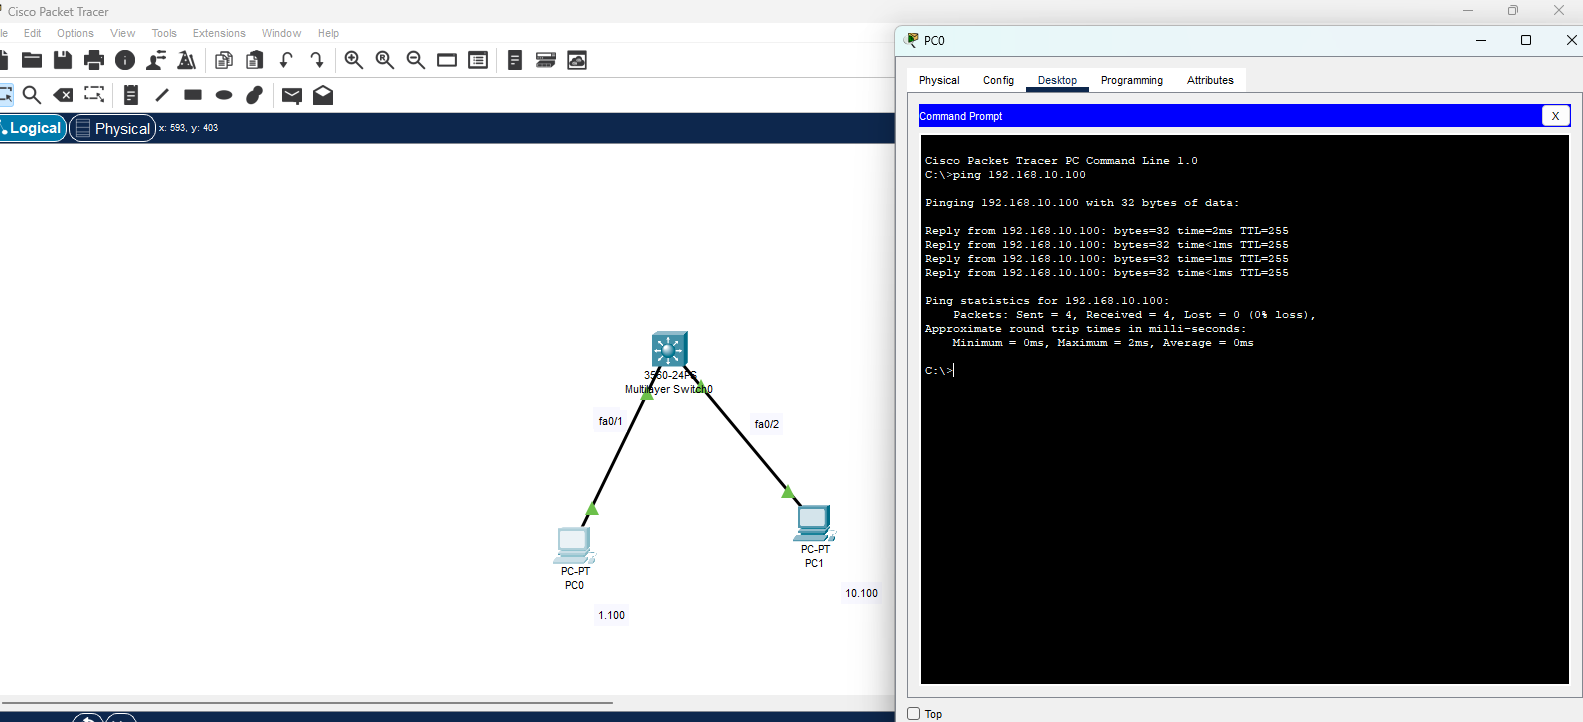 Cisco Packet Tracer
le Edit Options View Tools Extensions Window Help
Logical Physical x: 593, y: 403
3560-24PS
Multilayer Switch0
fa0/1
fa0/2
PC-PT
PC0
1.100
PC-PT
PC1
10.100
PC0
Physical Config Desktop Programming Attributes
Command Prompt X
Cisco Packet Tracer PC Command Line 1.0
C:\>ping 192.168.10.100
Pinging 192.168.10.100 with 32 bytes of data:
Reply from 192.168.10.100: bytes=32 time=2ms TTL=255
Reply from 192.168.10.100: bytes=32 time<1ms TTL=255
Reply from 192.168.10.100: bytes=32 time=1ms TTL=255
Reply from 192.168.10.100: bytes=32 time<1ms TTL=255
Ping statistics for 192.168.10.100:
Packets: Sent = 4, Received = 4, Lost = 0 (0% loss),
Approximate round trip times in milli-seconds:
Minimum = 0ms, Maximum = 2ms, Average = 0ms
C:\>
Top